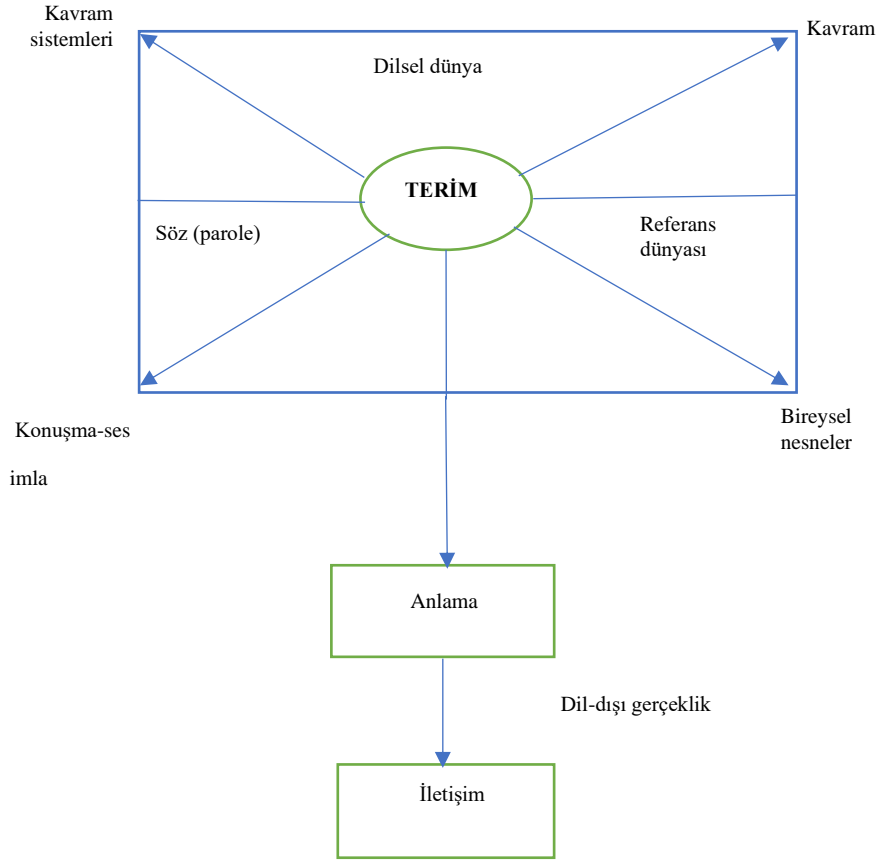 Kavram
sistemleri
Kavram
Dilsel dünya
TERİM
Söz (parole)
Referans
dünyası
Konuşma-ses
imla
Bireysel
nesneler
Anlama
Dil-dışı gerçeklik
İletişim